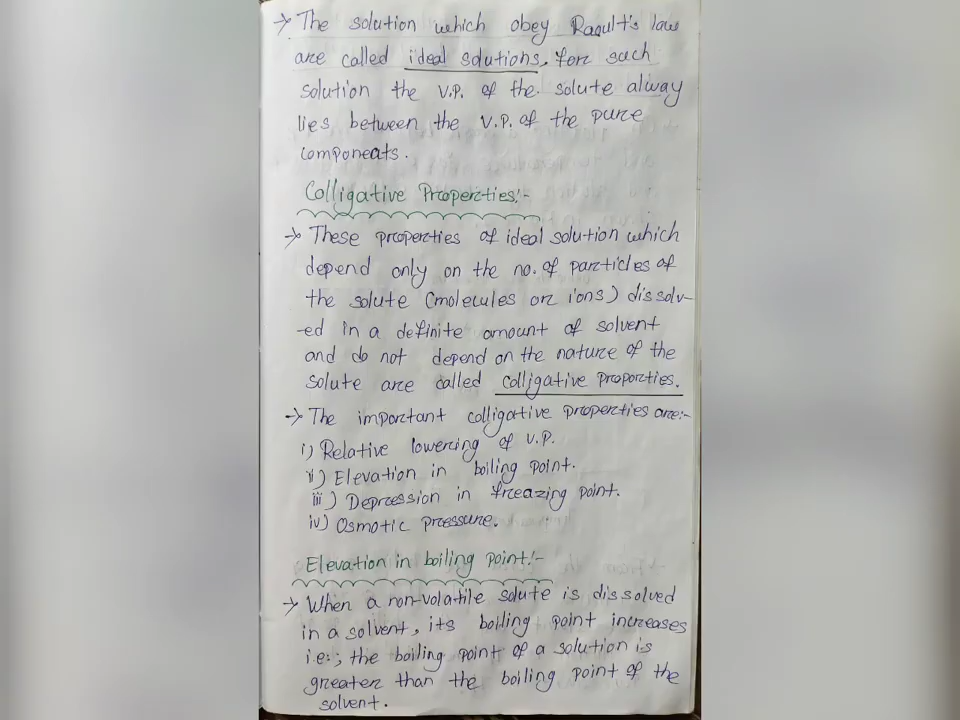 → The solution which obey Raoult's law
are called ideal solutions. For such
solution the V.P. of the solute alway
lies between the V.P. of the pure
components.
Colligative Properties:-
→ These properties of ideal solution which
depend only on the no. of particles of
the solute (molecules or ions) dissolv-
-ed in a definite amount of solvent
and do not depend on the nature of the
solute are called colligative proporties.
→ The important colligative properties are:-
i) Relative lowering of V.P.
ii) Elevation in boiling point.
iii) Depression in freazing point.
iv) Osmotic pressure.
Elevation in boiling point:-
→ When a non-volatile solute is dissolved
in a solvent, its boiling point increases
i.e:, the boiling point of a solution is
greater than the boiling point of the
solvent.